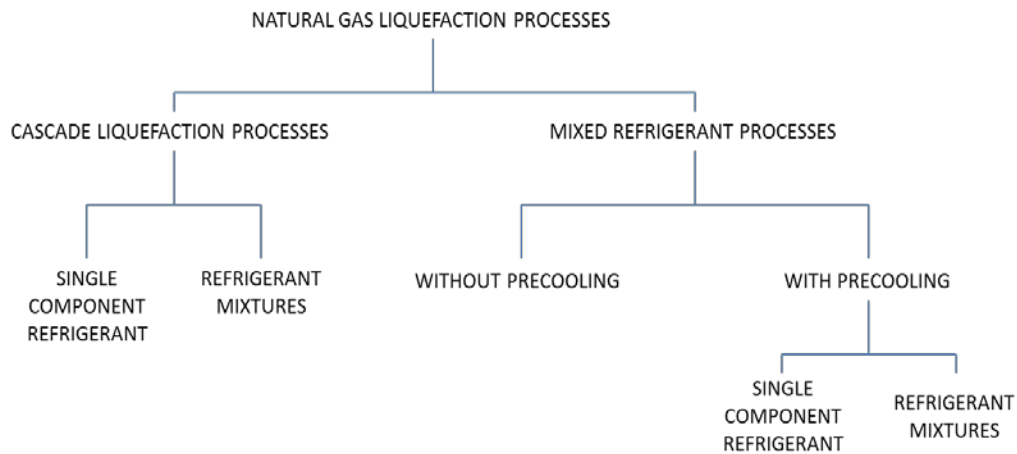 NATURAL GAS LIQUEFACTION PROCESSES
CASCADE LIQUEFACTION PROCESSES
MIXED REFRIGERANT PROCESSES
SINGLE
COMPONENT
REFRIGERANT
REFRIGERANT
MIXTURES
WITHOUT PRECOOLING
WITH PRECOOLING
SINGLE
COMPONENT
REFRIGERANT
REFRIGERANT
MIXTURES